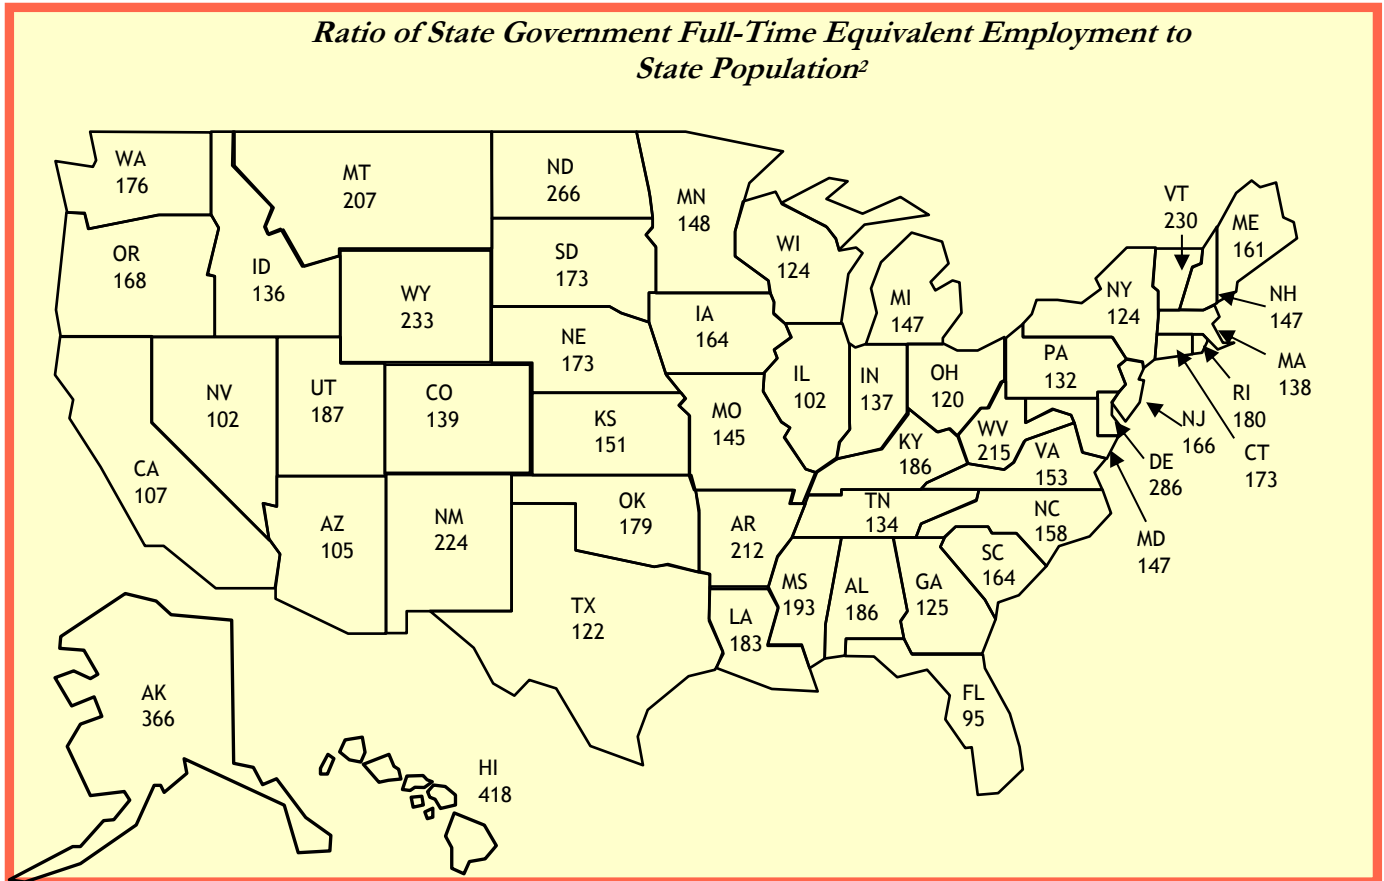 Ratio of State Government Full-Time Equivalent Employment to
State Population²
WA
176
MT
207
ND
266
MN
148
VT
230
ME
161
OR
168
ID
136
SD
173
WI
124
WY
233
NY
124
NH
147
MI
147
IA
164
NE
173
PA
132
MA
138
NV
102
UT
187
CO
139
IL
102
IN
137
OH
120
RI
180
MO
145
KS
151
NJ
166
WV
215
KY
186
VA
153
CT
173
DE
286
CA
107
OK
179
TN
134
NC
158
AZ
105
NM
224
AR
212
MD
147
SC
164
MS
193
AL
186
GA
125
TX
122
LA
183
AK
366
FL
95
HI
418